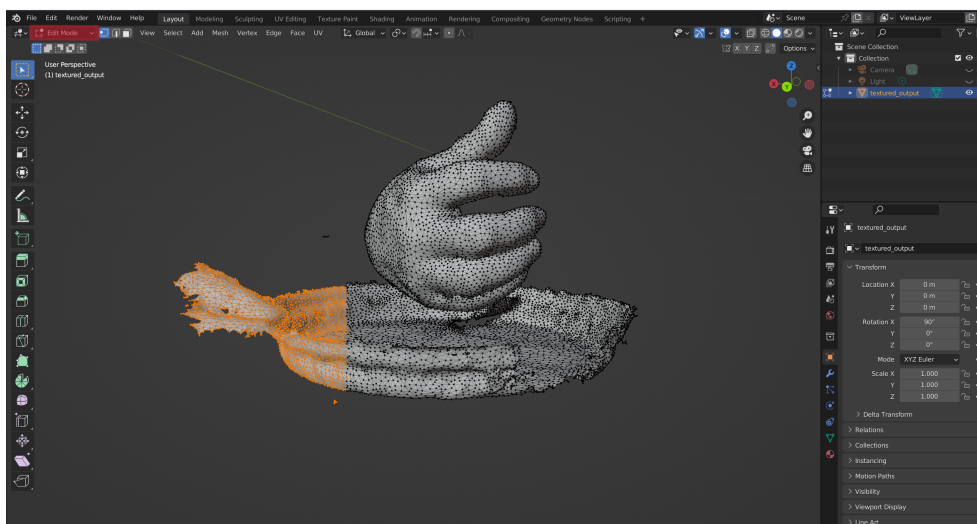 File Edit Render Window Help Layout Modeling Sculpting UV Editing Texture Paint Shading Animation Rendering Compositing Geometry Nodes Scripting + Scene ViewLayer
Edit Mode View Select Add Mesh Vertex Edge Face UV Global
X Y Z Options
User Perspective
(1) textured_output
Z
X
Y
Scene Collection
Collection
Camera
Light
textured_output
textured_output
textured_output
Transform
Location X 0 m
Y 0 m
Z 0 m
Rotation X 90°
Y 0°
Z 0°
Mode XYZ Euler
Scale X 1.000
Y 1.000
Z 1.000
Delta Transform
Relations
Collections
Instancing
Motion Paths
Visibility
Viewport Display
Line Art